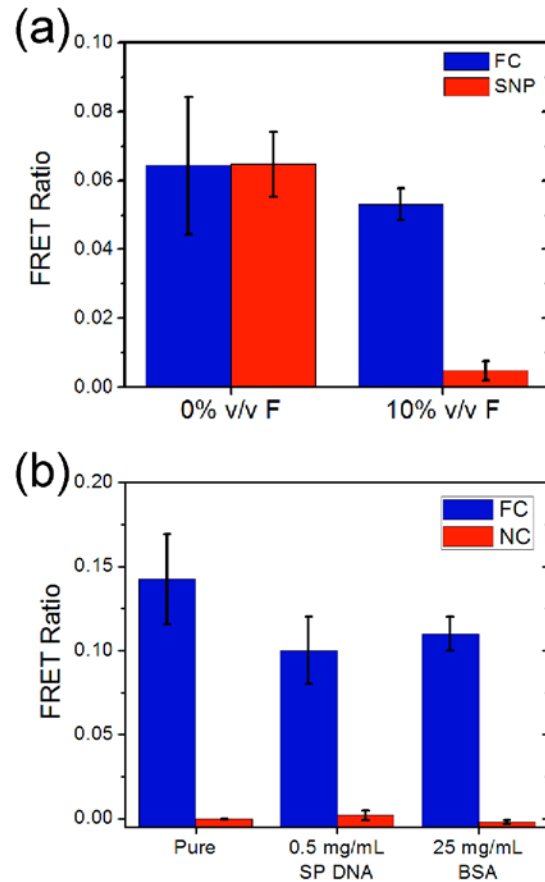 (a)
0.10
0.08
0.06
0.04
0.02
0.00
FRET Ratio
FC
SNP
0% v/v F
10% v/v F
(b)
0.20
0.15
0.10
0.05
0.00
FRET Ratio
FC
NC
Pure
0.5 mg/mL
SP DNA
25 mg/mL
BSA